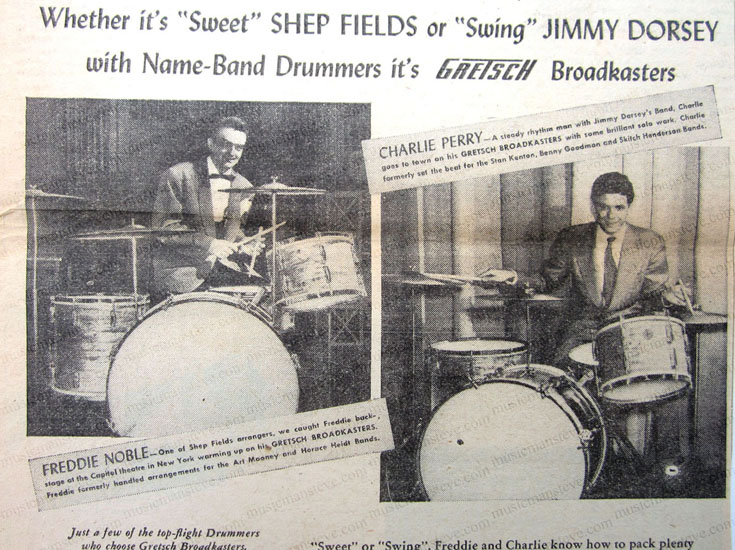 Whether it's "Sweet" SHEP FIELDS or "Swing" JIMMY DORSEY
with Name-Band Drummers it's GRETSCH Broadkasters
CHARLIE PERRY—A steady rhythm man with Jimmy Dorsey's Band, Charlie
goes to town on his GRETSCH BROADKASTERS with some brilliant solo work. Charlie
formerly set the beat for the Stan Kenton, Benny Goodman and Skitch Henderson Bands.
FREDDIE NOBLE—One of Shep Fields arrangers, we caught Freddie back-
stage at the Capitol theatre in New York warming up on his GRETSCH BROADKASTERS.
Freddie formerly handled arrangements for the Art Mooney and Horace Heidt Bands.
Just a few of the top-flight Drummers
who choose Gretsch Broadkasters.
"Sweet" or "Swing", Freddie and Charlie know how to pack plenty